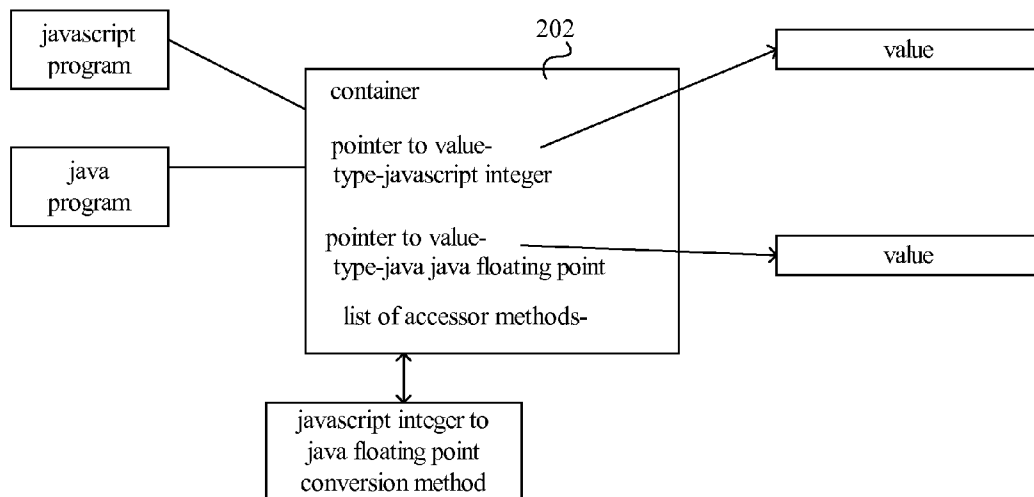 javascript
program
202
value
container
pointer to value-
type-javascript integer
java
program
pointer to value-
type-java java floating point
value
list of accessor methods-
javascript integer to
java floating point
conversion method